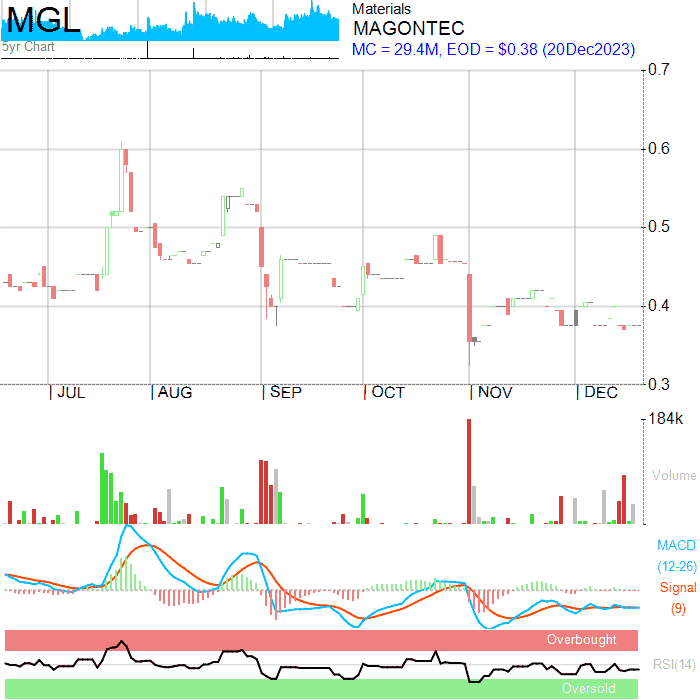 MGL
5yr Chart
Materials
MAGONTEC
MC = 29.4M, EOD = $0.38 (20Dec2023)
0.7
0.6
0.5
0.4
0.3
JUL AUG SEP OCT NOV DEC
184k
Volume
MACD
(12-26)
Signal
(9)
Overbought
RSI(14)
Oversold